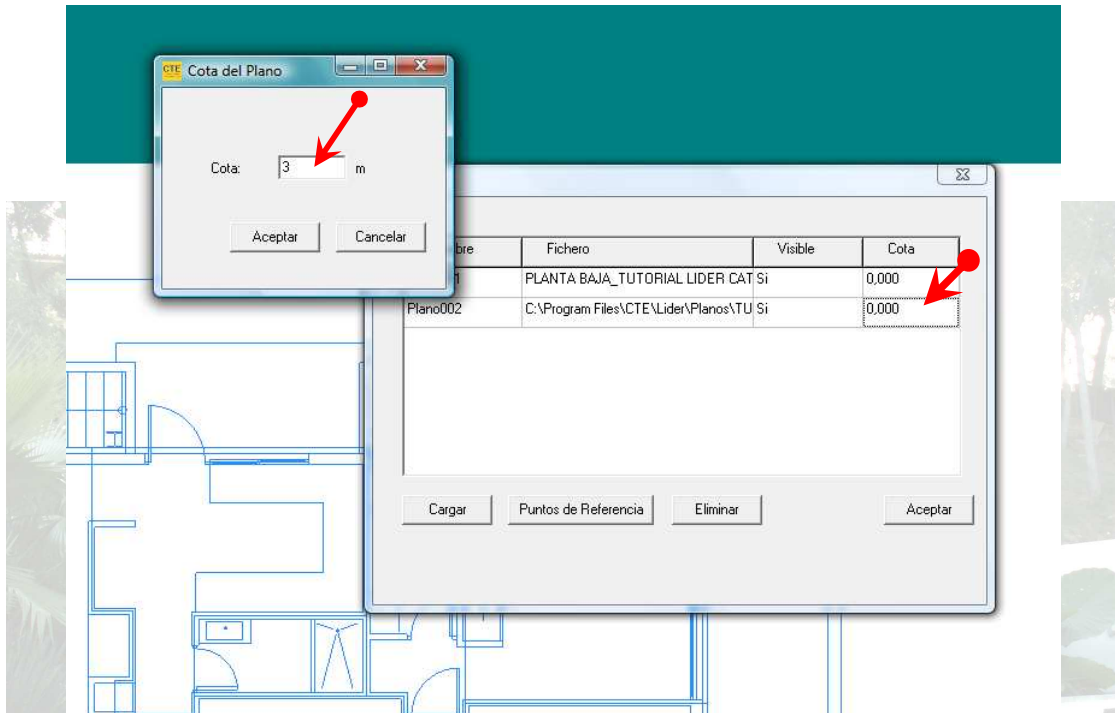 CTE Cota del Plano
Cota: 3 m
Aceptar Cancelar
Fichero Visible Cota
PLANTA BAJA_TUTORIAL LIDER CAT Si 0,000
Plano002 C:\Program Files\CTE\Lider\Planos\TU Si 0,000
Cargar Puntos de Referencia Eliminar Aceptar